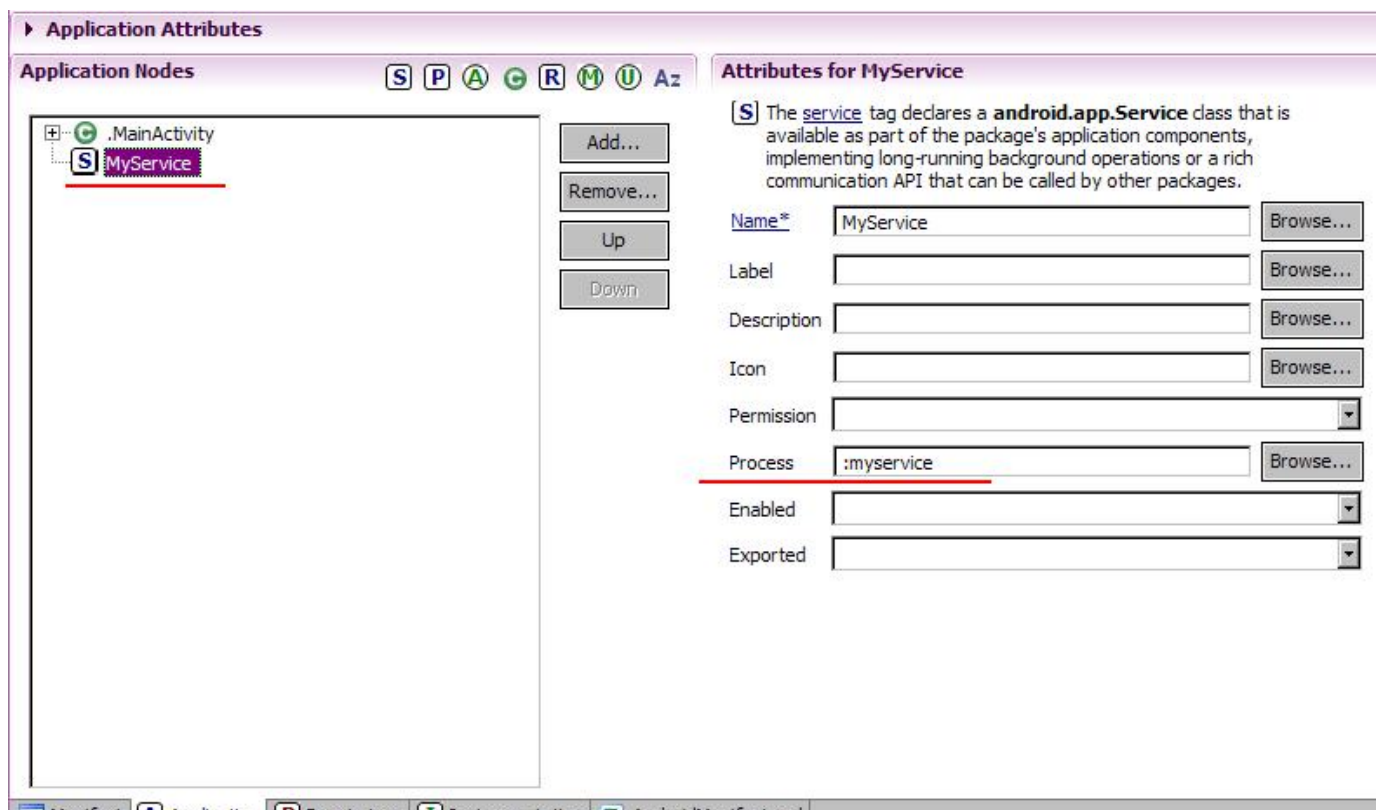 Application Attributes
Application Nodes
S P A C R M U Az
.MainActivity
S MyService
Add...
Remove...
Up
Down
Attributes for MyService
S The service tag declares a android.app.Service class that is
available as part of the package's application components,
implementing long-running background operations or a rich
communication API that can be called by other packages.
Name* MyService Browse...
Label Browse...
Description Browse...
Icon Browse...
Permission
Process :myservice Browse...
Enabled
Exported